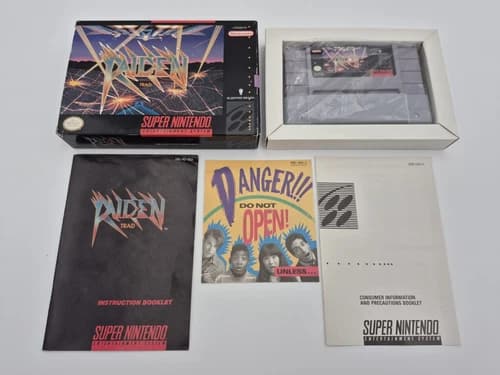 RAIDEN
TRAD
Nintendo
SUPER NINTENDO
ENTERTAINMENT SYSTEM
RAIDEN
TRAD
INSTRUCTION BOOKLET
SUPER NINTENDO
ENTERTAINMENT SYSTEM
DANGER!!!
DO NOT
OPEN!
UNLESS...
CONSUMER INFORMATION
AND PRECAUTIONS BOOKLET
SUPER NINTENDO
ENTERTAINMENT SYSTEM